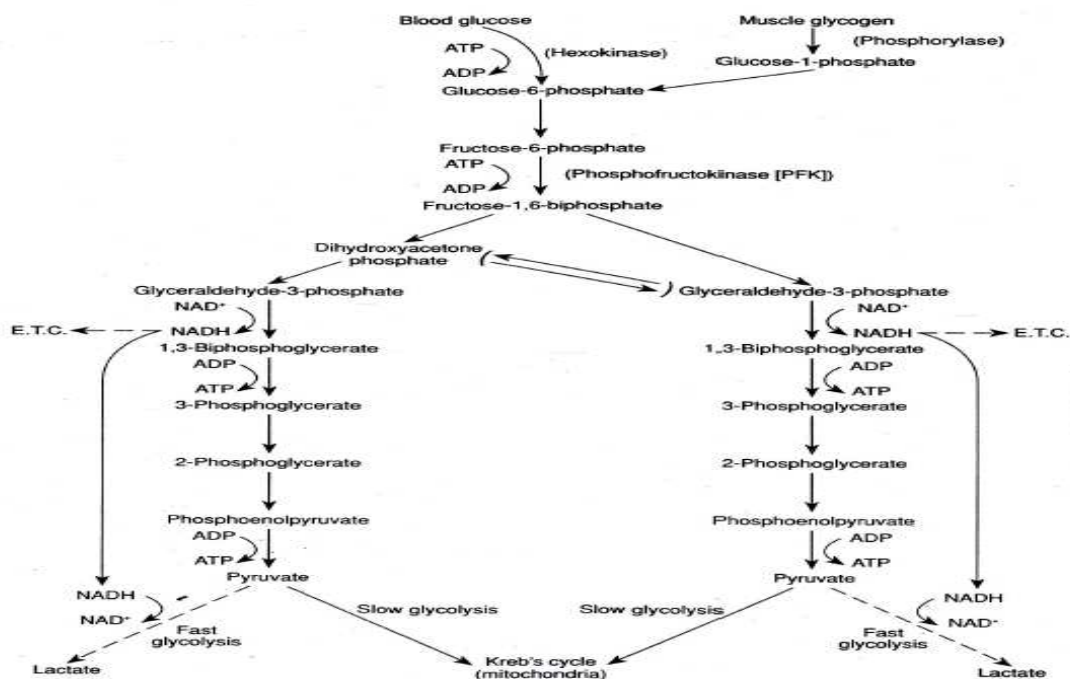 Blood glucose
Muscle glycogen
ATP
(Hexokinase)
(Phosphorylase)
ADP
Glucose-1-phosphate
Glucose-6-phosphate
Fructose-6-phosphate
ATP
(Phosphofructokiinase [PFK])
ADP
Fructose-1,6-biphosphate
Dihydroxyacetone
phosphate
Glyceraldehyde-3-phosphate
Glyceraldehyde-3-phosphate
NAD⁺
NAD⁺
E.T.C.
NADH
NADH
E.T.C.
1,3-Biphosphoglycerate
1,3-Biphosphoglycerate
ADP
ADP
ATP
ATP
3-Phosphoglycerate
3-Phosphoglycerate
2-Phosphoglycerate
2-Phosphoglycerate
Phosphoenolpyruvate
Phosphoenolpyruvate
ADP
ADP
ATP
ATP
Pyruvate
Pyruvate
NADH
Slow glycolysis
Slow glycolysis
NADH
NAD⁺
NAD⁺
Fast
glycolysis
Fast
glycolysis
Lactate
Kreb's cycle
(mitochondria)
Lactate